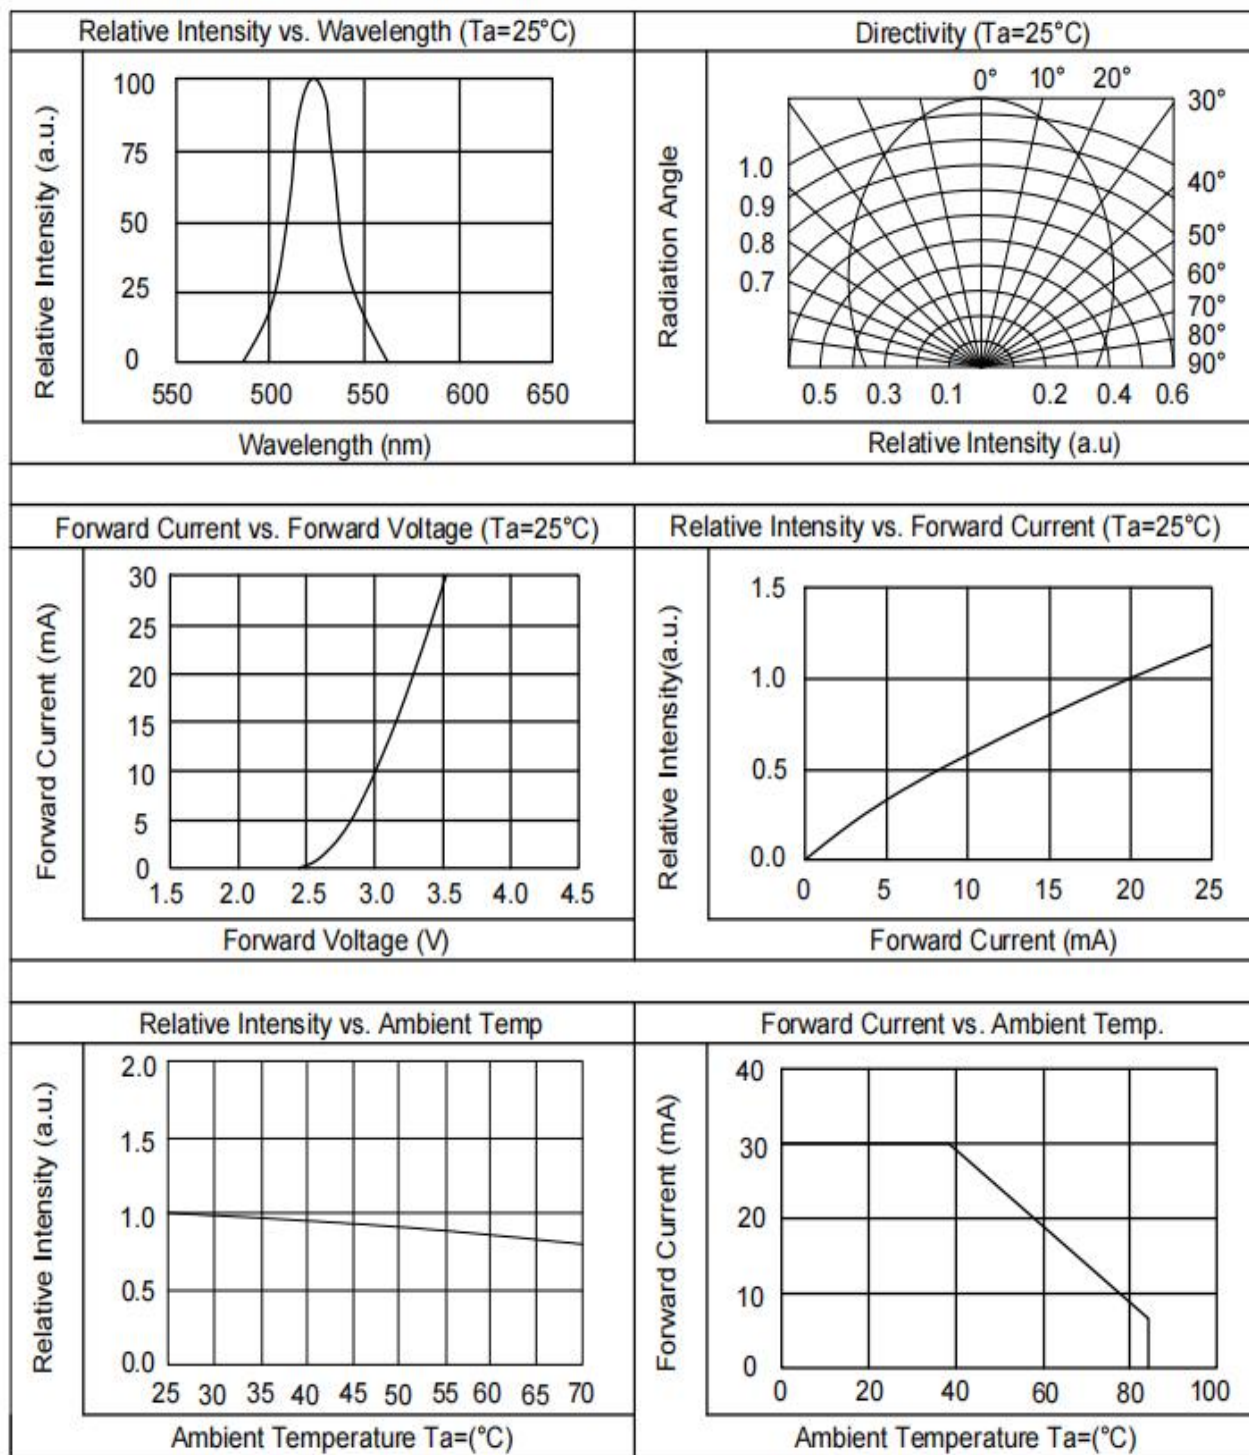 Relative Intensity vs. Wavelength (Ta=25°C)
Relative Intensity (a.u.)
100
75
50
25
0
550 500 550 600 650
Wavelength (nm)
Directivity (Ta=25°C)
Radiation Angle
0° 10° 20°
30°
40°
50°
60°
70°
80°
90°
1.0
0.9
0.8
0.7
0.5 0.3 0.1 0.2 0.4 0.6
Relative Intensity (a.u)
Forward Current vs. Forward Voltage (Ta=25°C)
Forward Current (mA)
30
25
20
15
10
5
0
1.5 2.0 2.5 3.0 3.5 4.0 4.5
Forward Voltage (V)
Relative Intensity vs. Forward Current (Ta=25°C)
Relative Intensity(a.u.)
1.5
1.0
0.5
0.0
0 5 10 15 20 25
Forward Current (mA)
Relative Intensity vs. Ambient Temp
Relative Intensity (a.u.)
2.0
1.5
1.0
0.5
0.0
25 30 35 40 45 50 55 60 65 70
Ambient Temperature Ta=(°C)
Forward Current vs. Ambient Temp.
Forward Current (mA)
40
30
20
10
0
0 20 40 60 80 100
Ambient Temperature Ta=(°C)